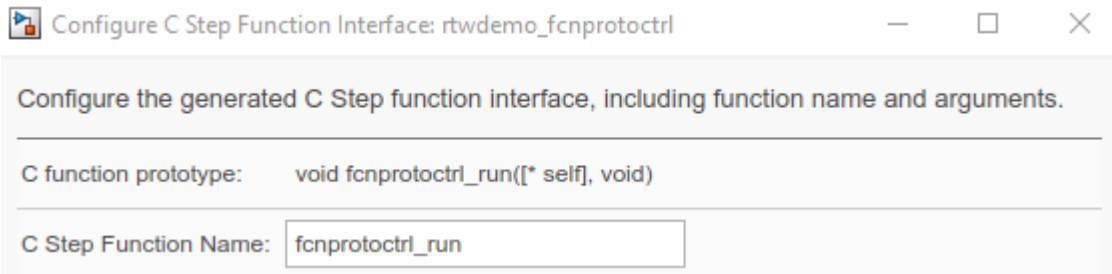 Configure C Step Function Interface: rtwdemo_fcnprotoctrl
Configure the generated C Step function interface, including function name and arguments.
C function prototype: void fcnprotoctrl_run([* self], void)
C Step Function Name: fcnprotoctrl_run